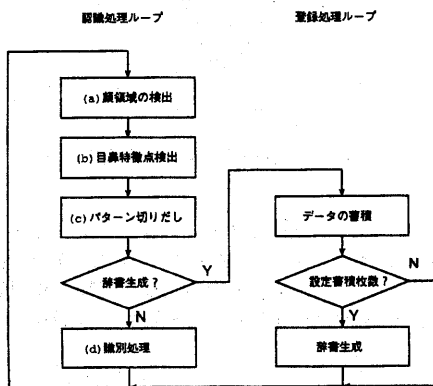 認識処理ループ
登録処理ループ
(a)顔領域の検出
(b)目鼻特徴点検出
(c)パターン切りだし
データの蓄積
辞書生成?
Y
設定蓄積枚数?
N
N
Y
(d)識別処理
辞書生成